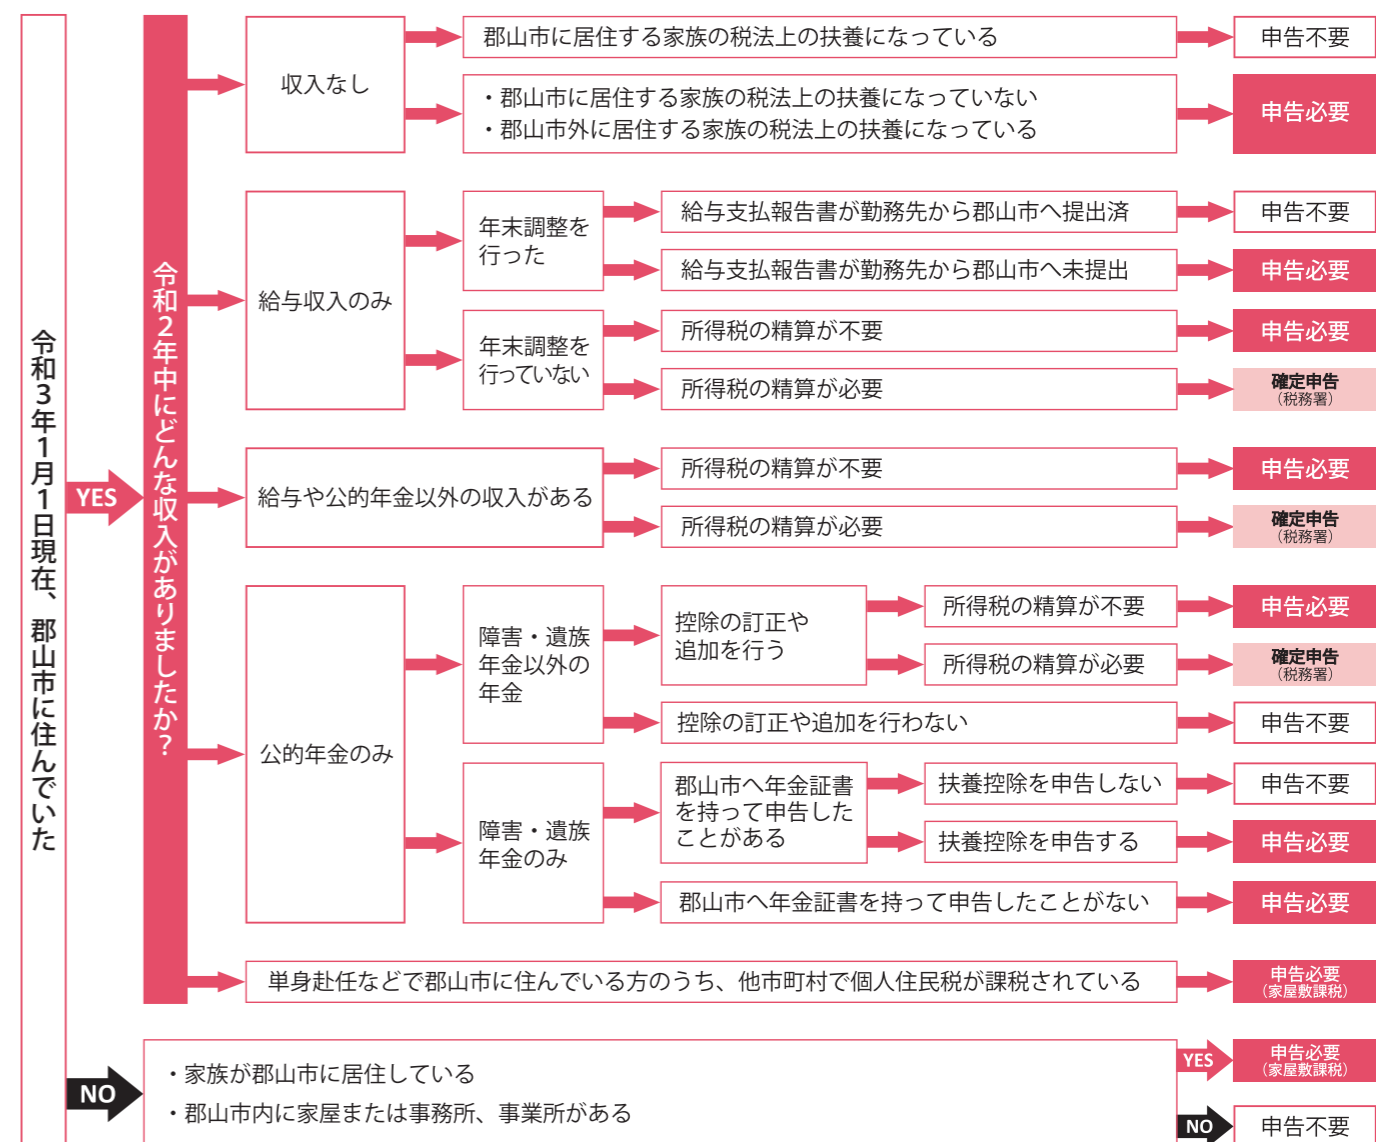 令和3年1月1日現在、郡山市に住んでいた
YES
令和2年中にどんな収入がありましたか？
収入なし
郡山市に居住する家族の税法上の扶養になっている
申告不要
・郡山市に居住する家族の税法上の扶養になっていない
・郡山市外に居住する家族の税法上の扶養になっている
申告必要
給与収入のみ
年末調整を
行った
給与支払報告書が勤務先から郡山市へ提出済
申告不要
給与支払報告書が勤務先から郡山市へ未提出
申告必要
年末調整を
行っていない
所得税の精算が不要
申告必要
所得税の精算が必要
確定申告
（税務署）
給与や公的年金以外の収入がある
所得税の精算が不要
申告必要
所得税の精算が必要
確定申告
（税務署）
公的年金のみ
障害・遺族
年金以外の
年金
控除の訂正や
追加を行う
所得税の精算が不要
申告必要
所得税の精算が必要
確定申告
（税務署）
控除の訂正や追加を行わない
申告不要
障害・遺族
年金のみ
郡山市へ年金証書
を持って申告した
ことがある
扶養控除を申告しない
申告不要
扶養控除を申告する
申告必要
郡山市へ年金証書を持って申告したことがない
申告必要
単身赴任などで郡山市に住んでいる方のうち、他市町村で個人住民税が課税されている
申告必要
（家屋敷課税）
NO
・家族が郡山市に居住している
・郡山市内に家屋または事務所、事業所がある
YES
申告必要
（家屋敷課税）
NO
申告不要